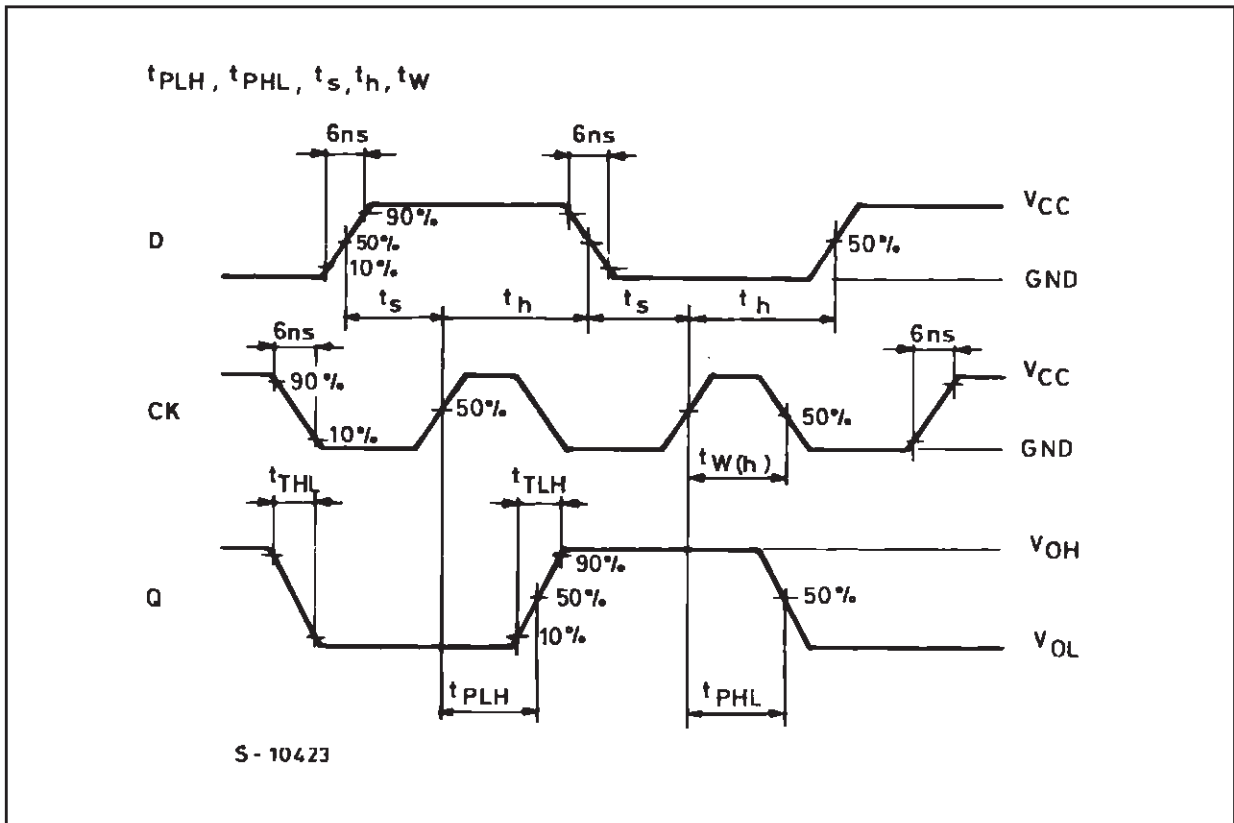 tPLH, tPHL, ts, th, tW
6ns 6ns
D 90% VCC
50% 50%
10% GND
ts th ts th
6ns 6ns
90% VCC
CK 50% 50%
10% GND
tW(h)
tTHL tTLH
90% VOH
Q 50% 50%
10% VOL
tPLH tPHL
S-10423